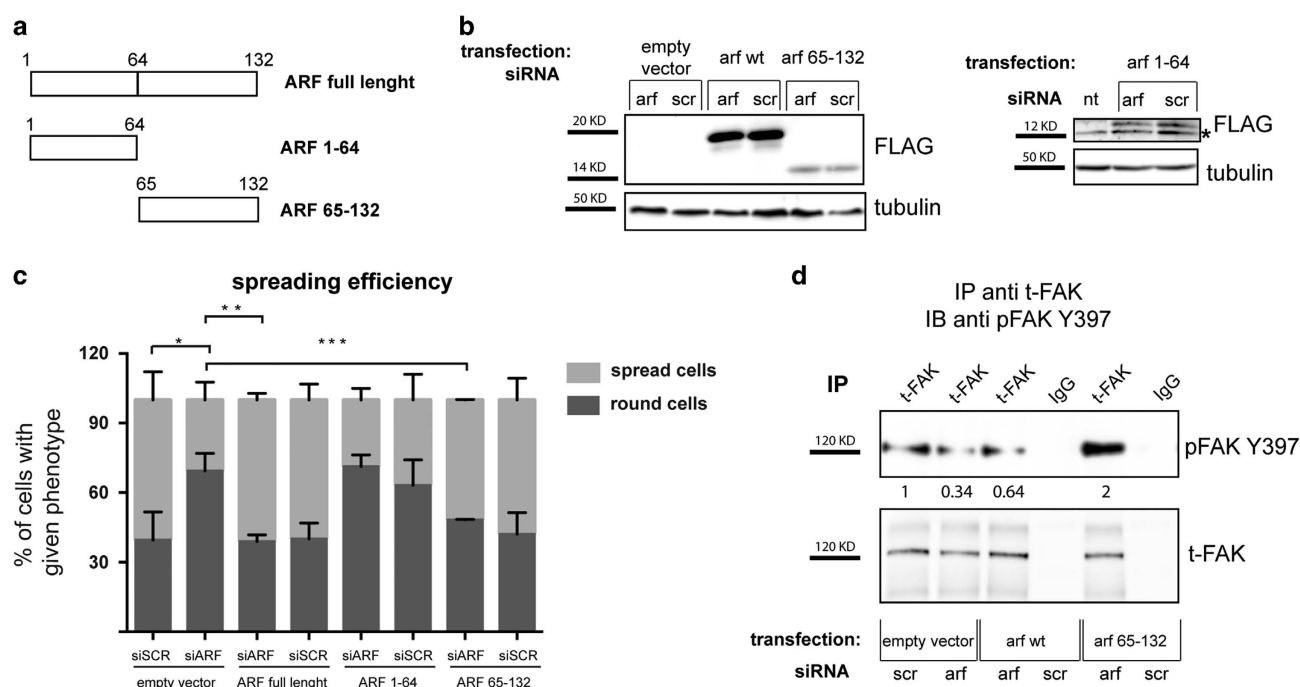 a
1 64 132
ARF full lenght
1 64
ARF 1-64
65 132
ARF 65-132
b
transfection: empty vector arf wt arf 65-132
siRNA
arf scr arf scr arf scr
20 KD
14 KD
FLAG
50 KD
tubulin
transfection: arf 1-64
siRNA nt arf scr
12 KD
FLAG
*
50 KD
tubulin
c
spreading efficiency
* *
*
* * *
120
90
60
30
% of cells with
given phenotype
spread cells
round cells
siSCR siARF siARF siSCR siARF siSCR siARF siSCR
empty vector ARF full lenght ARF 1-64 ARF 65-132
d
IP anti t-FAK
IB anti pFAK Y397
IP t-FAK t-FAK t-FAK IgG t-FAK IgG
120 KD
pFAK Y397
1 0.34 0.64 2
120 KD
t-FAK
transfection: empty vector arf wt arf 65-132
siRNA scr arf arf scr arf scr